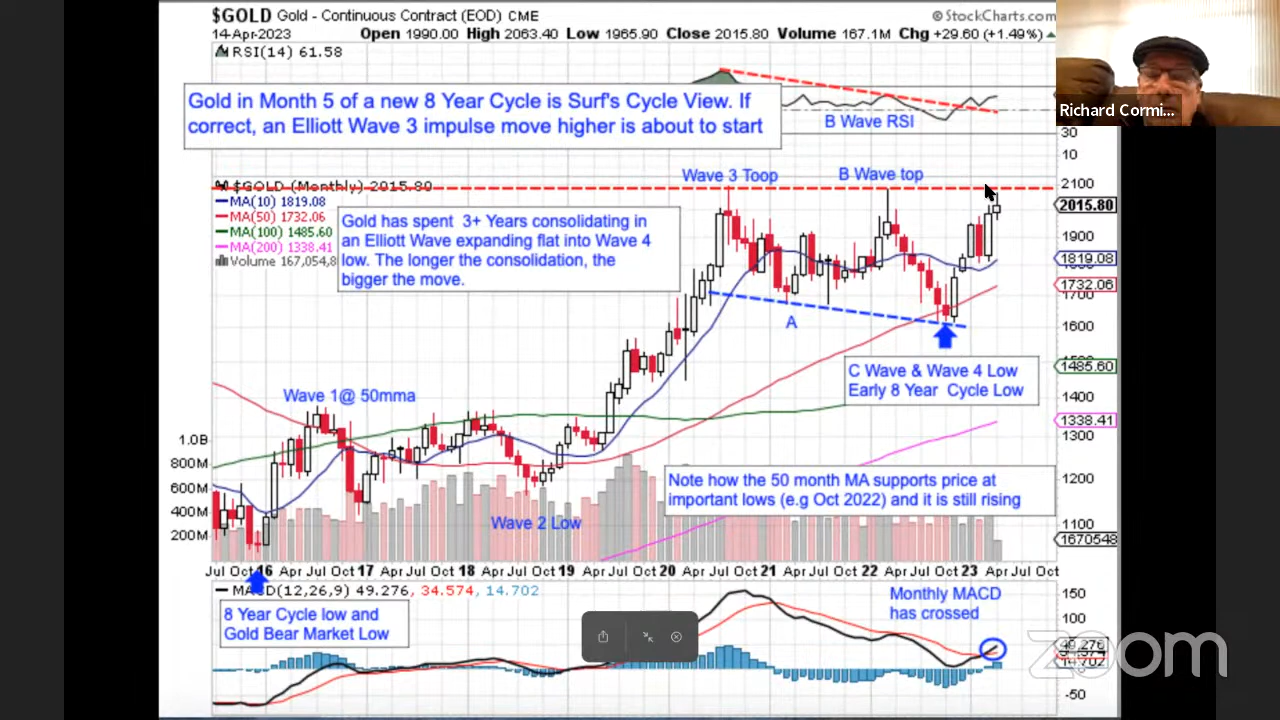 $GOLD Gold - Continuous Contract (EOD) CME
© StockCharts.com
14-Apr-2023
Open 1990.00 High 2063.40 Low 1965.90 Close 2015.80 Volume 167.1M Chg +29.60 (+1.49%)
RSI(14) 61.58
Gold in Month 5 of a new 8 Year Cycle is Surf's Cycle View. If
correct, an Elliott Wave 3 impulse move higher is about to start
B Wave RSI
Richard Cormi...
30
10
Wave 3 Toop
B Wave top
$GOLD (Monthly) 2015.80
MA(10) 1819.08
MA(50) 1732.06
MA(100) 1485.60
MA(200) 1338.41
Volume 167,054,8
Gold has spent 3+ Years consolidating in
an Elliott Wave expanding flat into Wave 4
low. The longer the consolidation, the
bigger the move.
2100
2015.80
1900
1819.08
1732.06
1700
1600
1485.60
1400
1338.41
1300
1200
1100
1670548
A
C Wave & Wave 4 Low
Early 8 Year Cycle Low
Wave 1@ 50mma
1.0B
800M
600M
400M
200M
Note how the 50 month MA supports price at
important lows (e.g Oct 2022) and it is still rising
Wave 2 Low
Jul Oct 16 Apr Jul Oct 17 Apr Jul Oct 18 Apr Jul Oct 19 Apr Jul Oct 20 Apr Jul Oct 21 Apr Jul Oct 22 Apr Jul Oct 23 Apr Jul Oct
MACD(12,26,9) 49.276, 34.574, 14.702
8 Year Cycle low and
Gold Bear Market Low
Monthly MACD
has crossed
150
100
49.276
34.574
14.702
-50
zoom